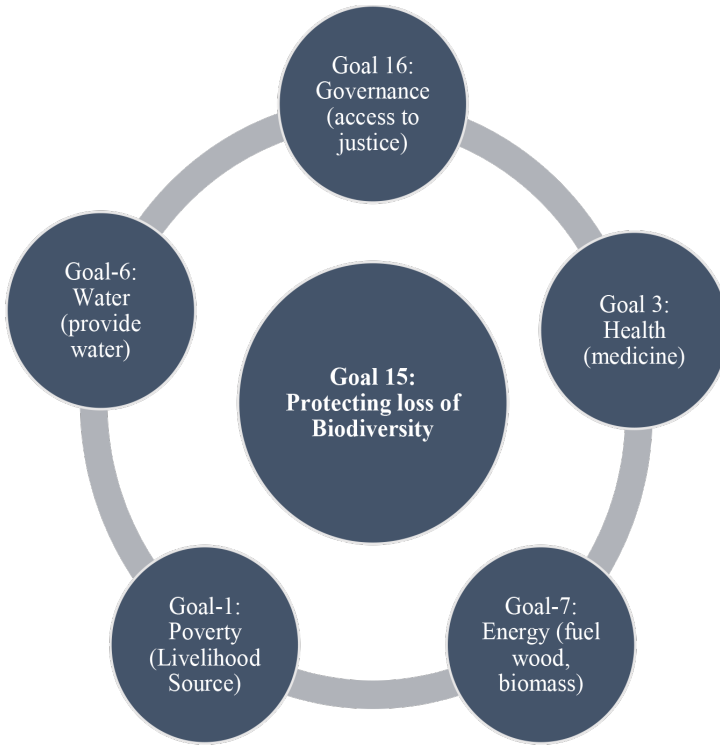 Goal 16:
Governance
(access to
justice)
Goal-6:
Water
(provide
water)
Goal 3:
Health
(medicine)
Goal 15:
Protecting loss of
Biodiversity
Goal-1:
Poverty
(Livelihood
Source)
Goal-7:
Energy (fuel
wood,
biomass)